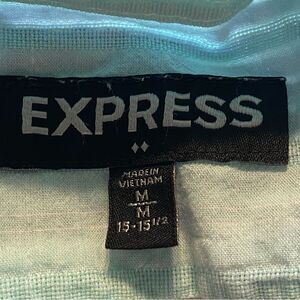 EXPRESS
MADE IN
VIETNAM
M
M
15-15 1/2